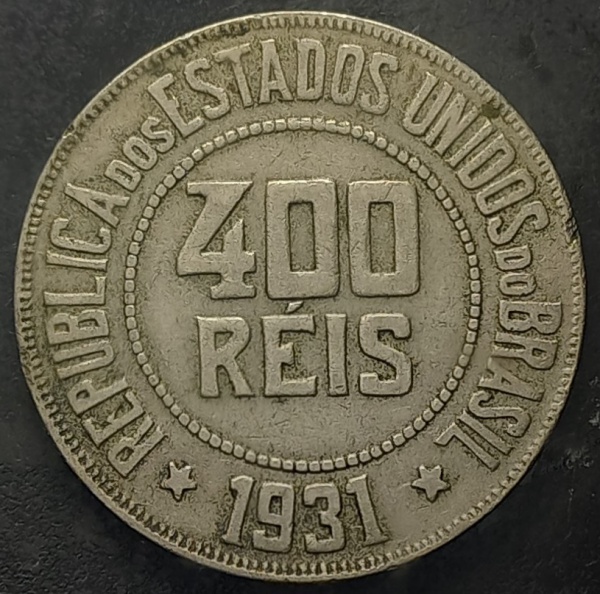 REPUBLICA DOS ESTADOS UNIDOS DO BRASIL
400
RÉIS
1931